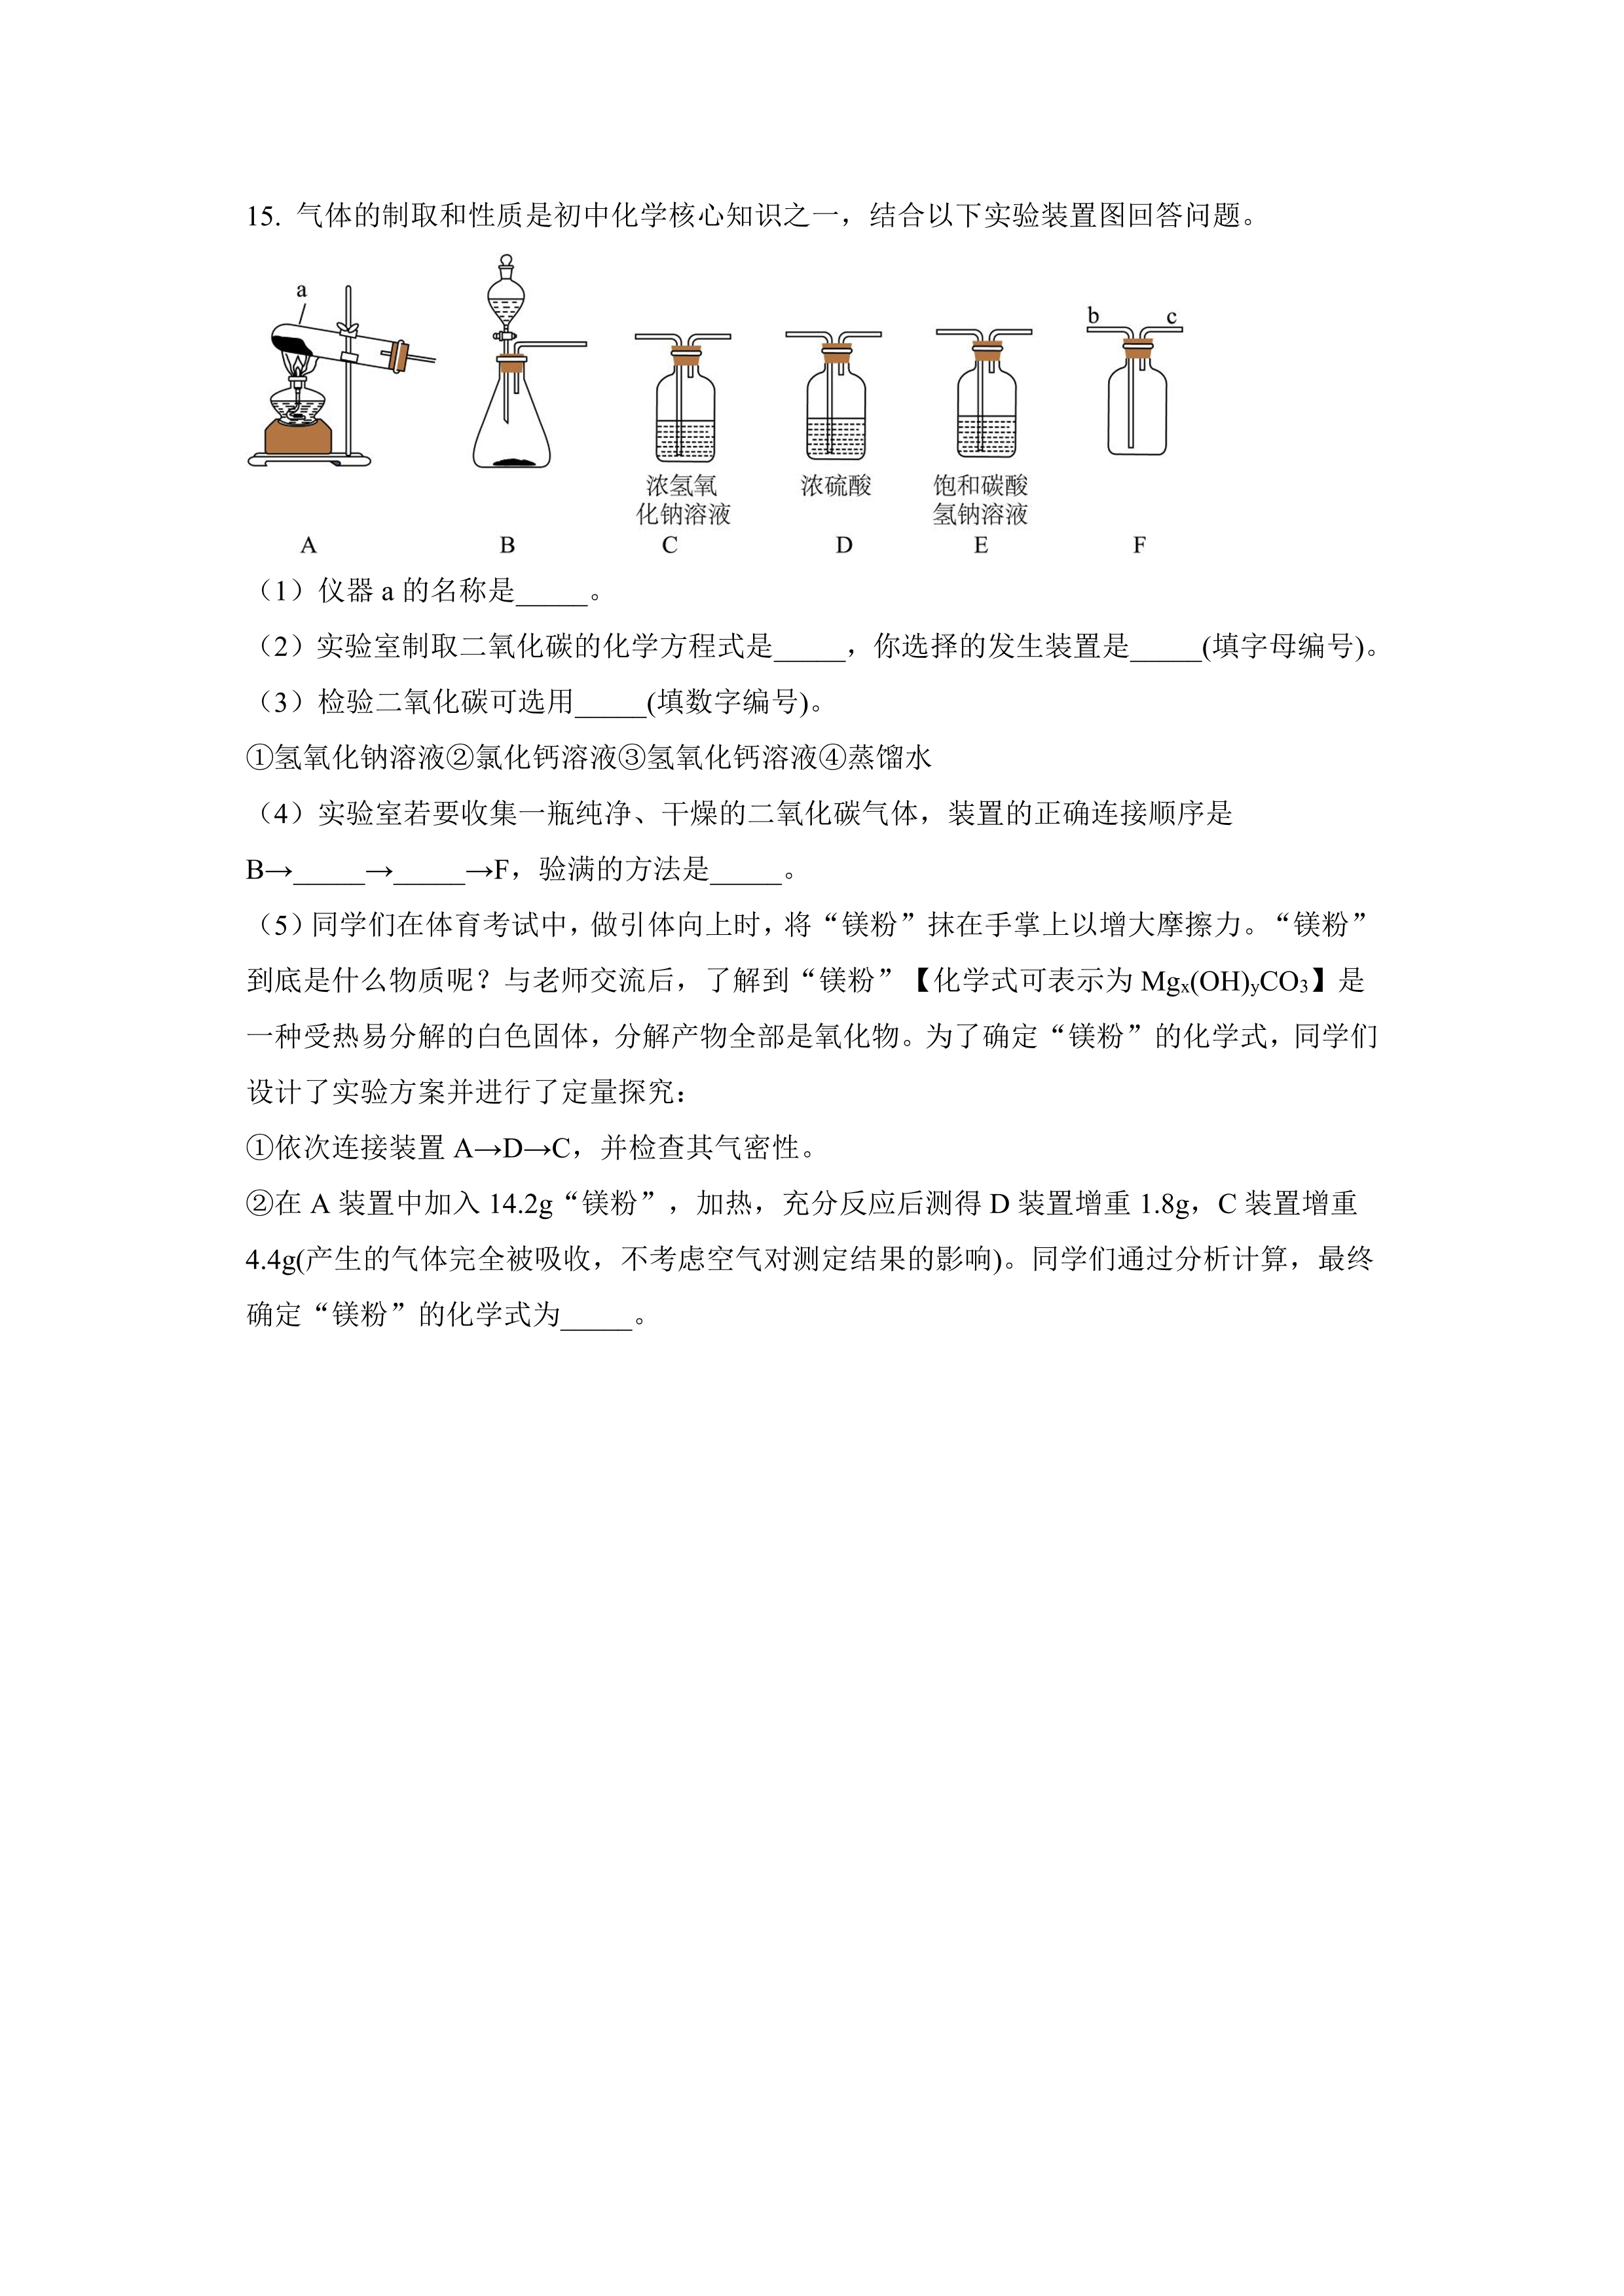 15. 气体的制取和性质是初中化学核心知识之一，结合以下实验装置图回答问题。
a
b c
浓氢氧
化钠溶液
浓硫酸
饱和碳酸
氢钠溶液
A B C D E F
（1）仪器 a 的名称是_____。
（2）实验室制取二氧化碳的化学方程式是_____，你选择的发生装置是_____(填字母编号)。
（3）检验二氧化碳可选用_____(填数字编号)。
①氢氧化钠溶液②氯化钙溶液③氢氧化钙溶液④蒸馏水
（4）实验室若要收集一瓶纯净、干燥的二氧化碳气体，装置的正确连接顺序是
B→_____→_____→F，验满的方法是_____。
（5）同学们在体育考试中，做引体向上时，将“镁粉”抹在手掌上以增大摩擦力。“镁粉”
到底是什么物质呢？与老师交流后，了解到“镁粉”【化学式可表示为 Mgₓ(OH)yCO₃】是
一种受热易分解的白色固体，分解产物全部是氧化物。为了确定“镁粉”的化学式，同学们
设计了实验方案并进行了定量探究：
①依次连接装置 A→D→C，并检查其气密性。
②在 A 装置中加入 14.2g“镁粉”，加热，充分反应后测得 D 装置增重 1.8g，C 装置增重
4.4g(产生的气体完全被吸收，不考虑空气对测定结果的影响)。同学们通过分析计算，最终
确定“镁粉”的化学式为_____。